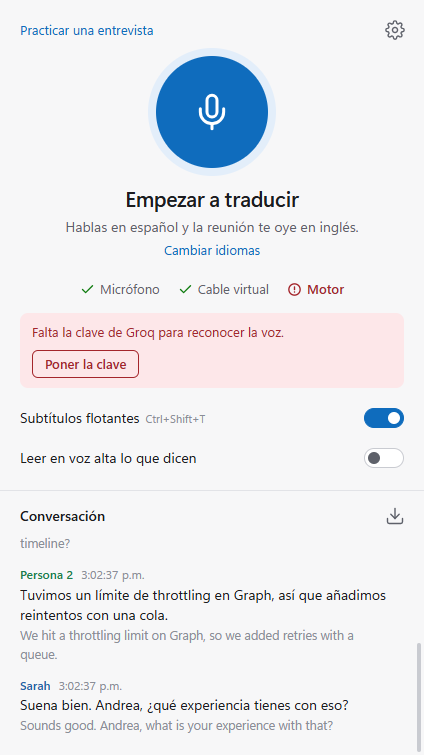 Practicar una entrevista
Empezar a traducir
Hablas en español y la reunión te oye en inglés.
Cambiar idiomas
Micrófono
Cable virtual
Motor
Falta la clave de Groq para reconocer la voz.
Poner la clave
Subtítulos flotantes Ctrl+Shift+T
Leer en voz alta lo que dicen
Conversación
timeline?
Persona 2 3:02:37 p.m.
Tuvimos un límite de throttling en Graph, así que añadimos
reintentos con una cola.
We hit a throttling limit on Graph, so we added retries with a
queue.
Sarah 3:02:37 p.m.
Suena bien. Andrea, ¿qué experiencia tienes con eso?
Sounds good. Andrea, what is your experience with that?